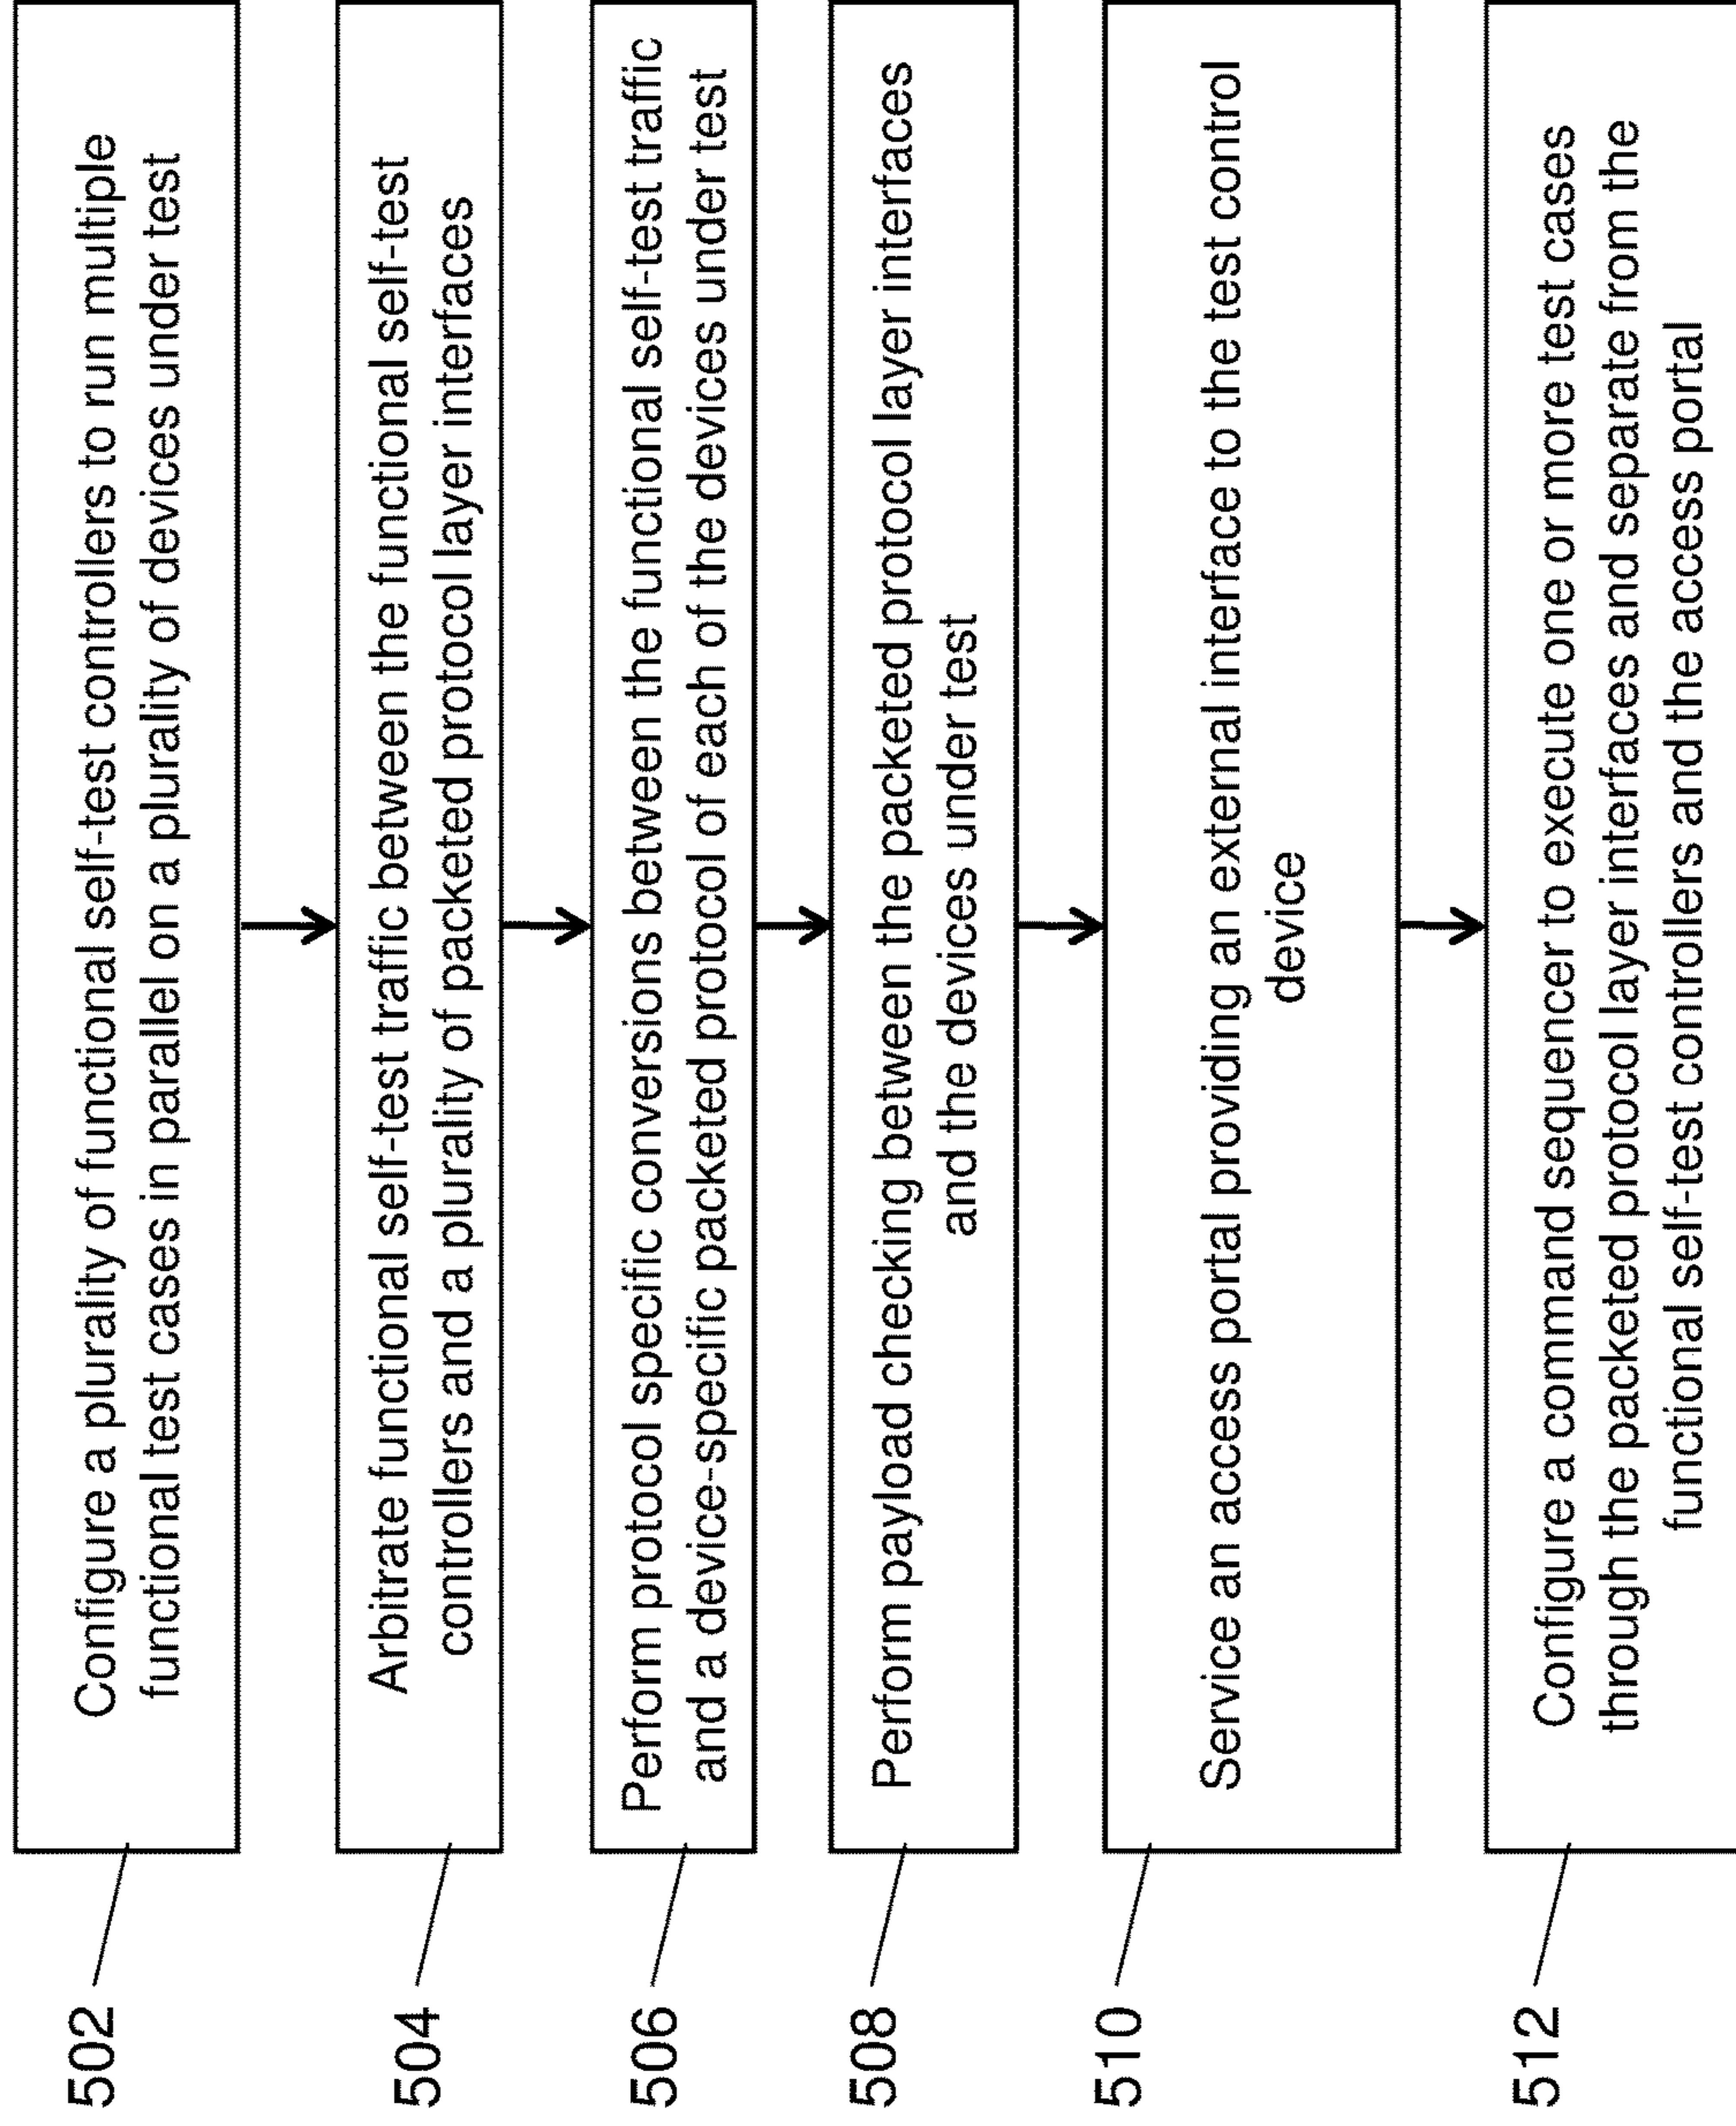 502
Configure a plurality of functional self-test controllers to run multiple
functional test cases in parallel on a plurality of devices under test
504
Arbitrate functional self-test traffic between the functional self-test
controllers and a plurality of packeted protocol layer interfaces
506
Perform protocol specific conversions between the functional self-test traffic
and a device-specific packeted protocol of each of the devices under test
508
Perform payload checking between the packeted protocol layer interfaces
and the devices under test
510
Service an access portal providing an external interface to the test control
device
512
Configure a command sequencer to execute one or more test cases
through the packeted protocol layer interfaces and separate from the
functional self-test controllers and the access portal